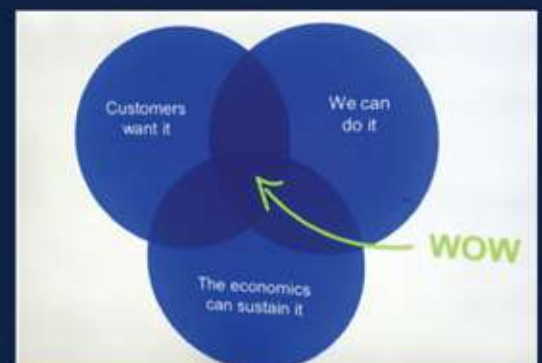 Customers
want it
We can
do it
WOW
The economics
can sustain it